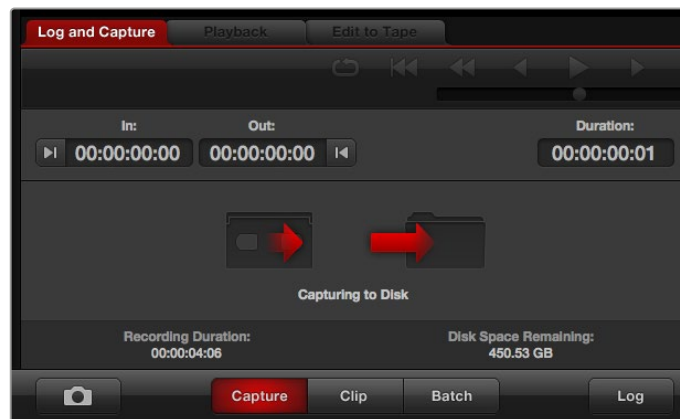 Log and Capture Playback Edit to Tape
In: Out: Duration:
00:00:00:00 00:00:00:00 00:00:00:01
Capturing to Disk
Recording Duration: Disk Space Remaining:
00:00:04:06 450.53 GB
Capture Clip Batch Log